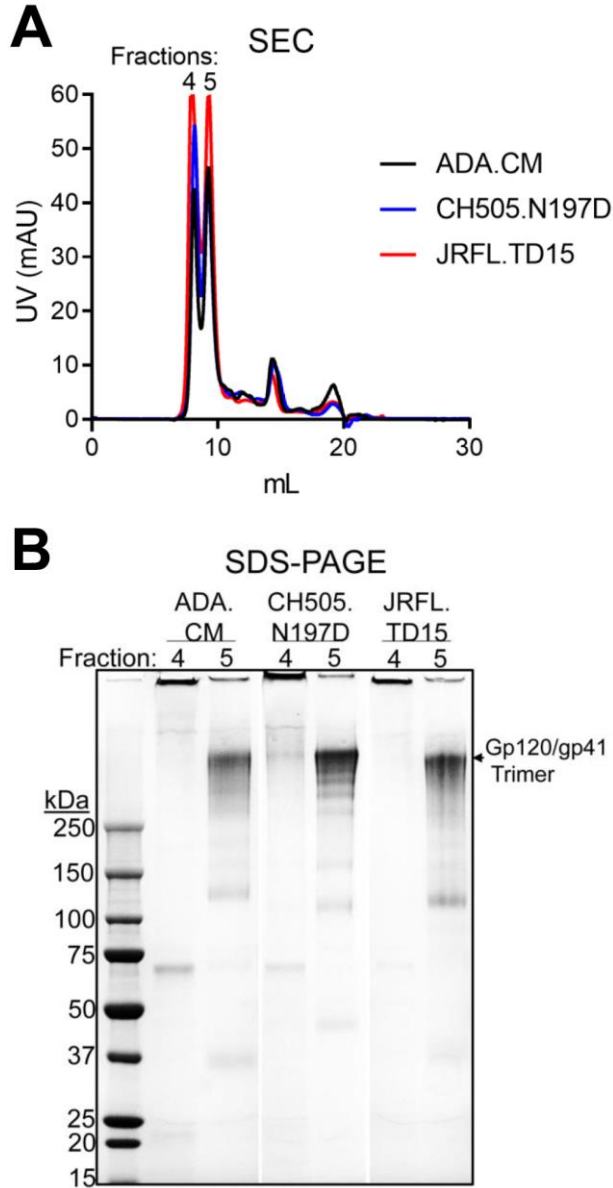 A
SEC
Fractions:
4 5
60
50
40
30
20
10
0
UV (mAU)
0 10 20 30
mL
ADA.CM
CH505.N197D
JRFL.TD15
B
SDS-PAGE
ADA. CH505. JRFL.
CM N197D TD15
Fraction: 4 5 4 5 4 5
Gp120/gp41
Trimer
kDa
250
150
100
75
50
37
25
20
15